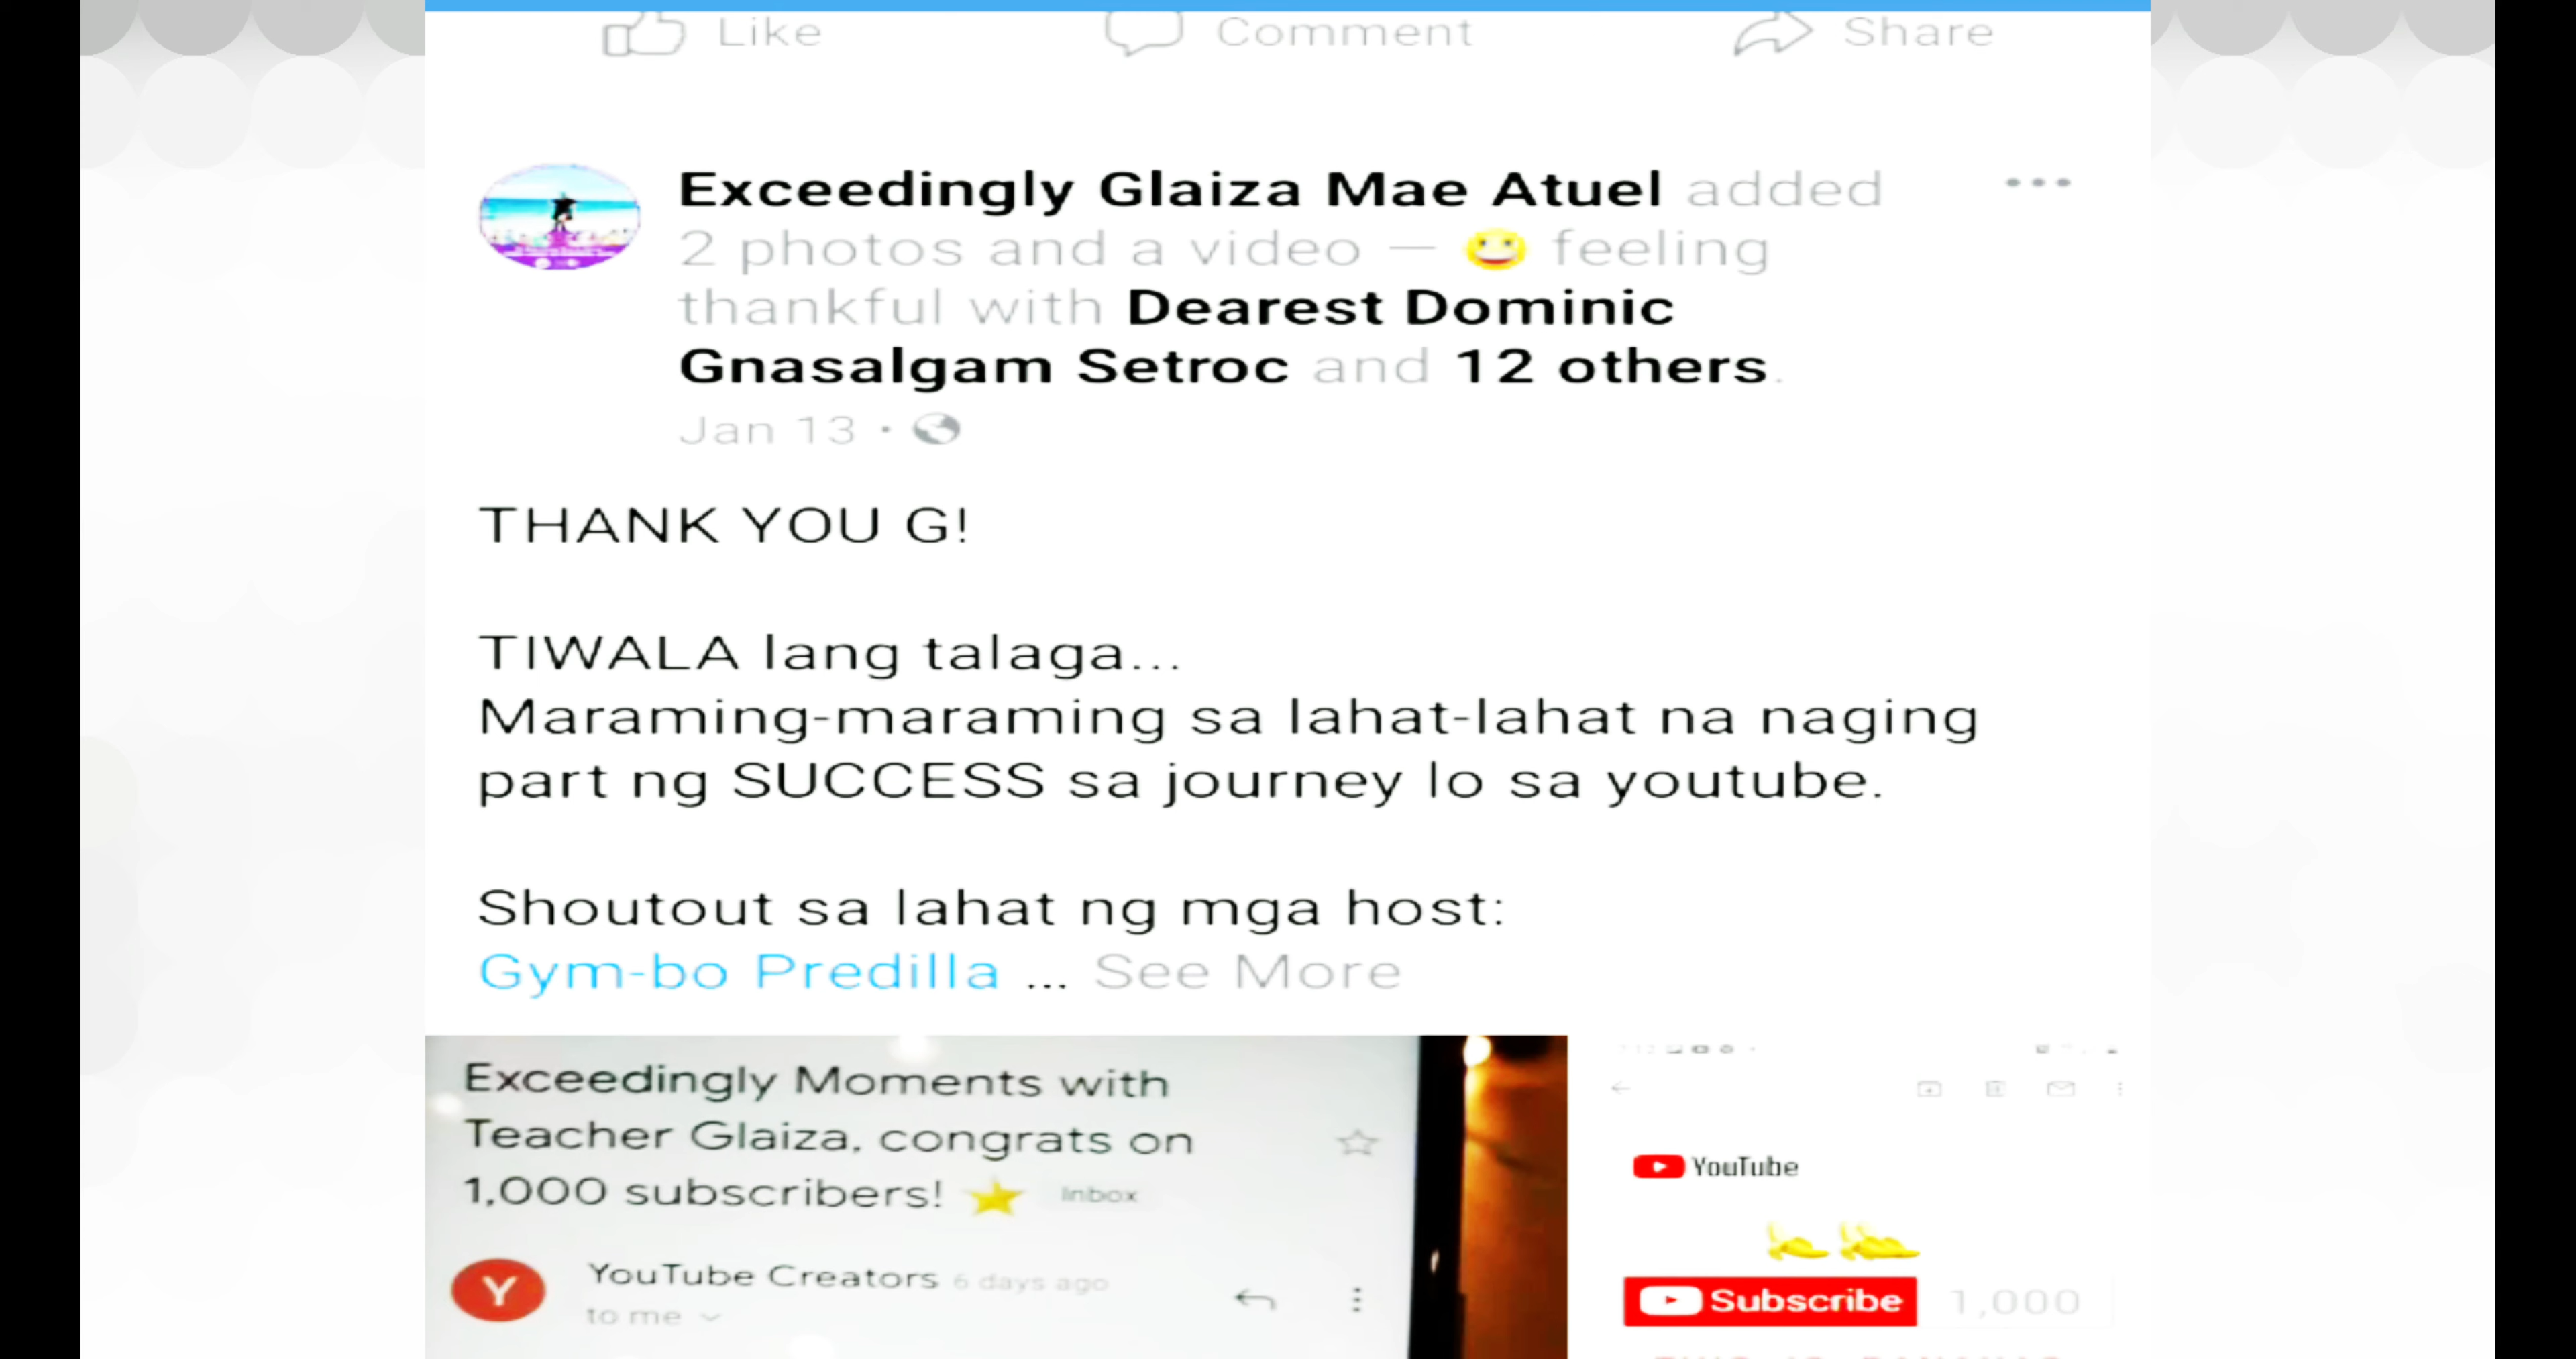 Like Comment Share
Exceedingly Glaiza Mae Atuel added
2 photos and a video — feeling
thankful with Dearest Dominic
Gnasalgam Setroc and 12 others.
Jan 13 ·
THANK YOU G!
TIWALA lang talaga...
Maraming-maraming sa lahat-lahat na naging
part ng SUCCESS sa journey lo sa youtube.
Shoutout sa lahat ng mga host:
Gym-bo Predilla ... See More
Exceedingly Moments with
Teacher Glaiza, congrats on
1,000 subscribers! Inbox
Y
YouTube Creators 6 days ago
to me
YouTube
Subscribe 1,000